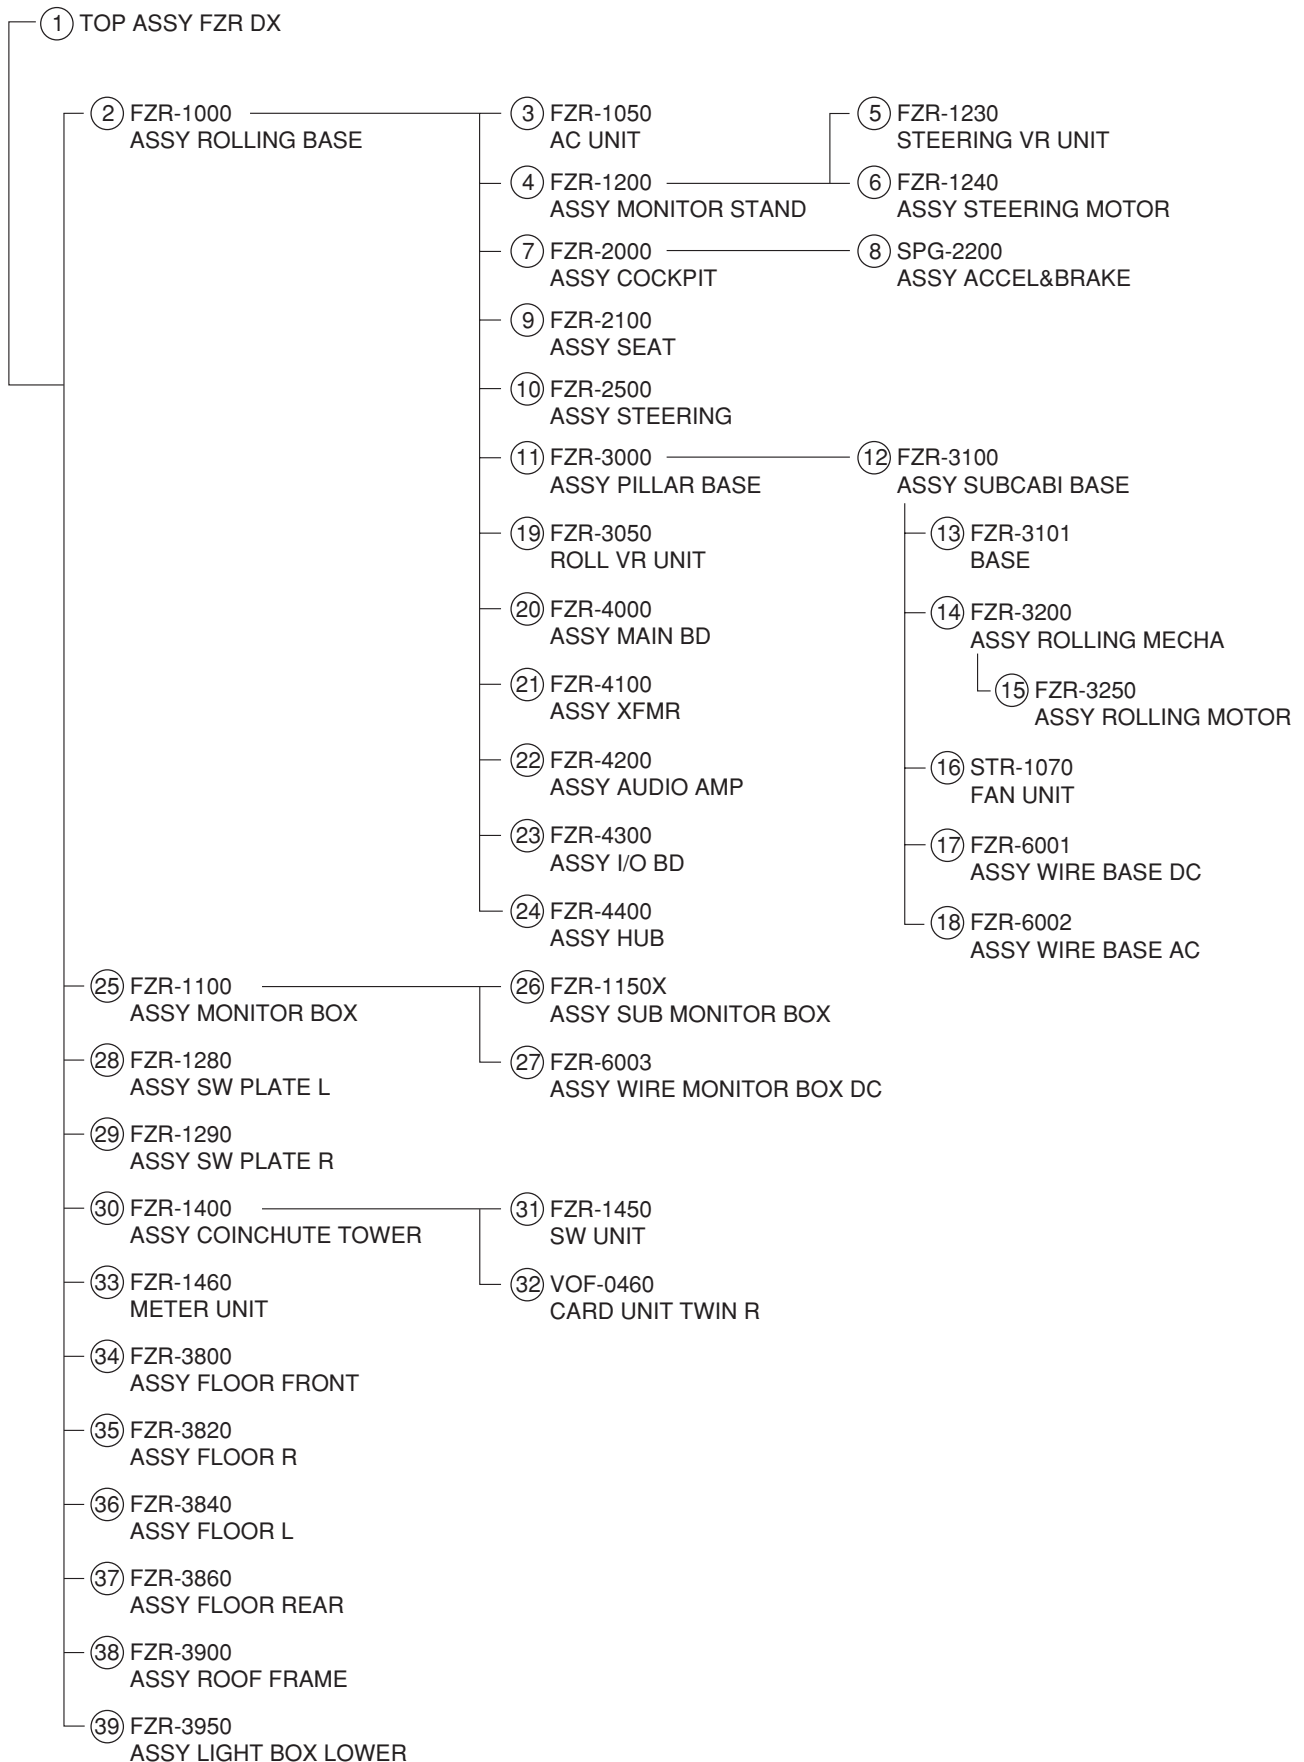 1 TOP ASSY FZR DX
2 FZR-1000
ASSY ROLLING BASE
3 FZR-1050
AC UNIT
4 FZR-1200
ASSY MONITOR STAND
5 FZR-1230
STEERING VR UNIT
6 FZR-1240
ASSY STEERING MOTOR
7 FZR-2000
ASSY COCKPIT
8 SPG-2200
ASSY ACCEL&BRAKE
9 FZR-2100
ASSY SEAT
10 FZR-2500
ASSY STEERING
11 FZR-3000
ASSY PILLAR BASE
12 FZR-3100
ASSY SUBCABI BASE
13 FZR-3101
BASE
14 FZR-3200
ASSY ROLLING MECHA
15 FZR-3250
ASSY ROLLING MOTOR
16 STR-1070
FAN UNIT
17 FZR-6001
ASSY WIRE BASE DC
18 FZR-6002
ASSY WIRE BASE AC
19 FZR-3050
ROLL VR UNIT
20 FZR-4000
ASSY MAIN BD
21 FZR-4100
ASSY XFMR
22 FZR-4200
ASSY AUDIO AMP
23 FZR-4300
ASSY I/O BD
24 FZR-4400
ASSY HUB
25 FZR-1100
ASSY MONITOR BOX
26 FZR-1150X
ASSY SUB MONITOR BOX
27 FZR-6003
ASSY WIRE MONITOR BOX DC
28 FZR-1280
ASSY SW PLATE L
29 FZR-1290
ASSY SW PLATE R
30 FZR-1400
ASSY COINCHUTE TOWER
31 FZR-1450
SW UNIT
32 VOF-0460
CARD UNIT TWIN R
33 FZR-1460
METER UNIT
34 FZR-3800
ASSY FLOOR FRONT
35 FZR-3820
ASSY FLOOR R
36 FZR-3840
ASSY FLOOR L
37 FZR-3860
ASSY FLOOR REAR
38 FZR-3900
ASSY ROOF FRAME
39 FZR-3950
ASSY LIGHT BOX LOWER